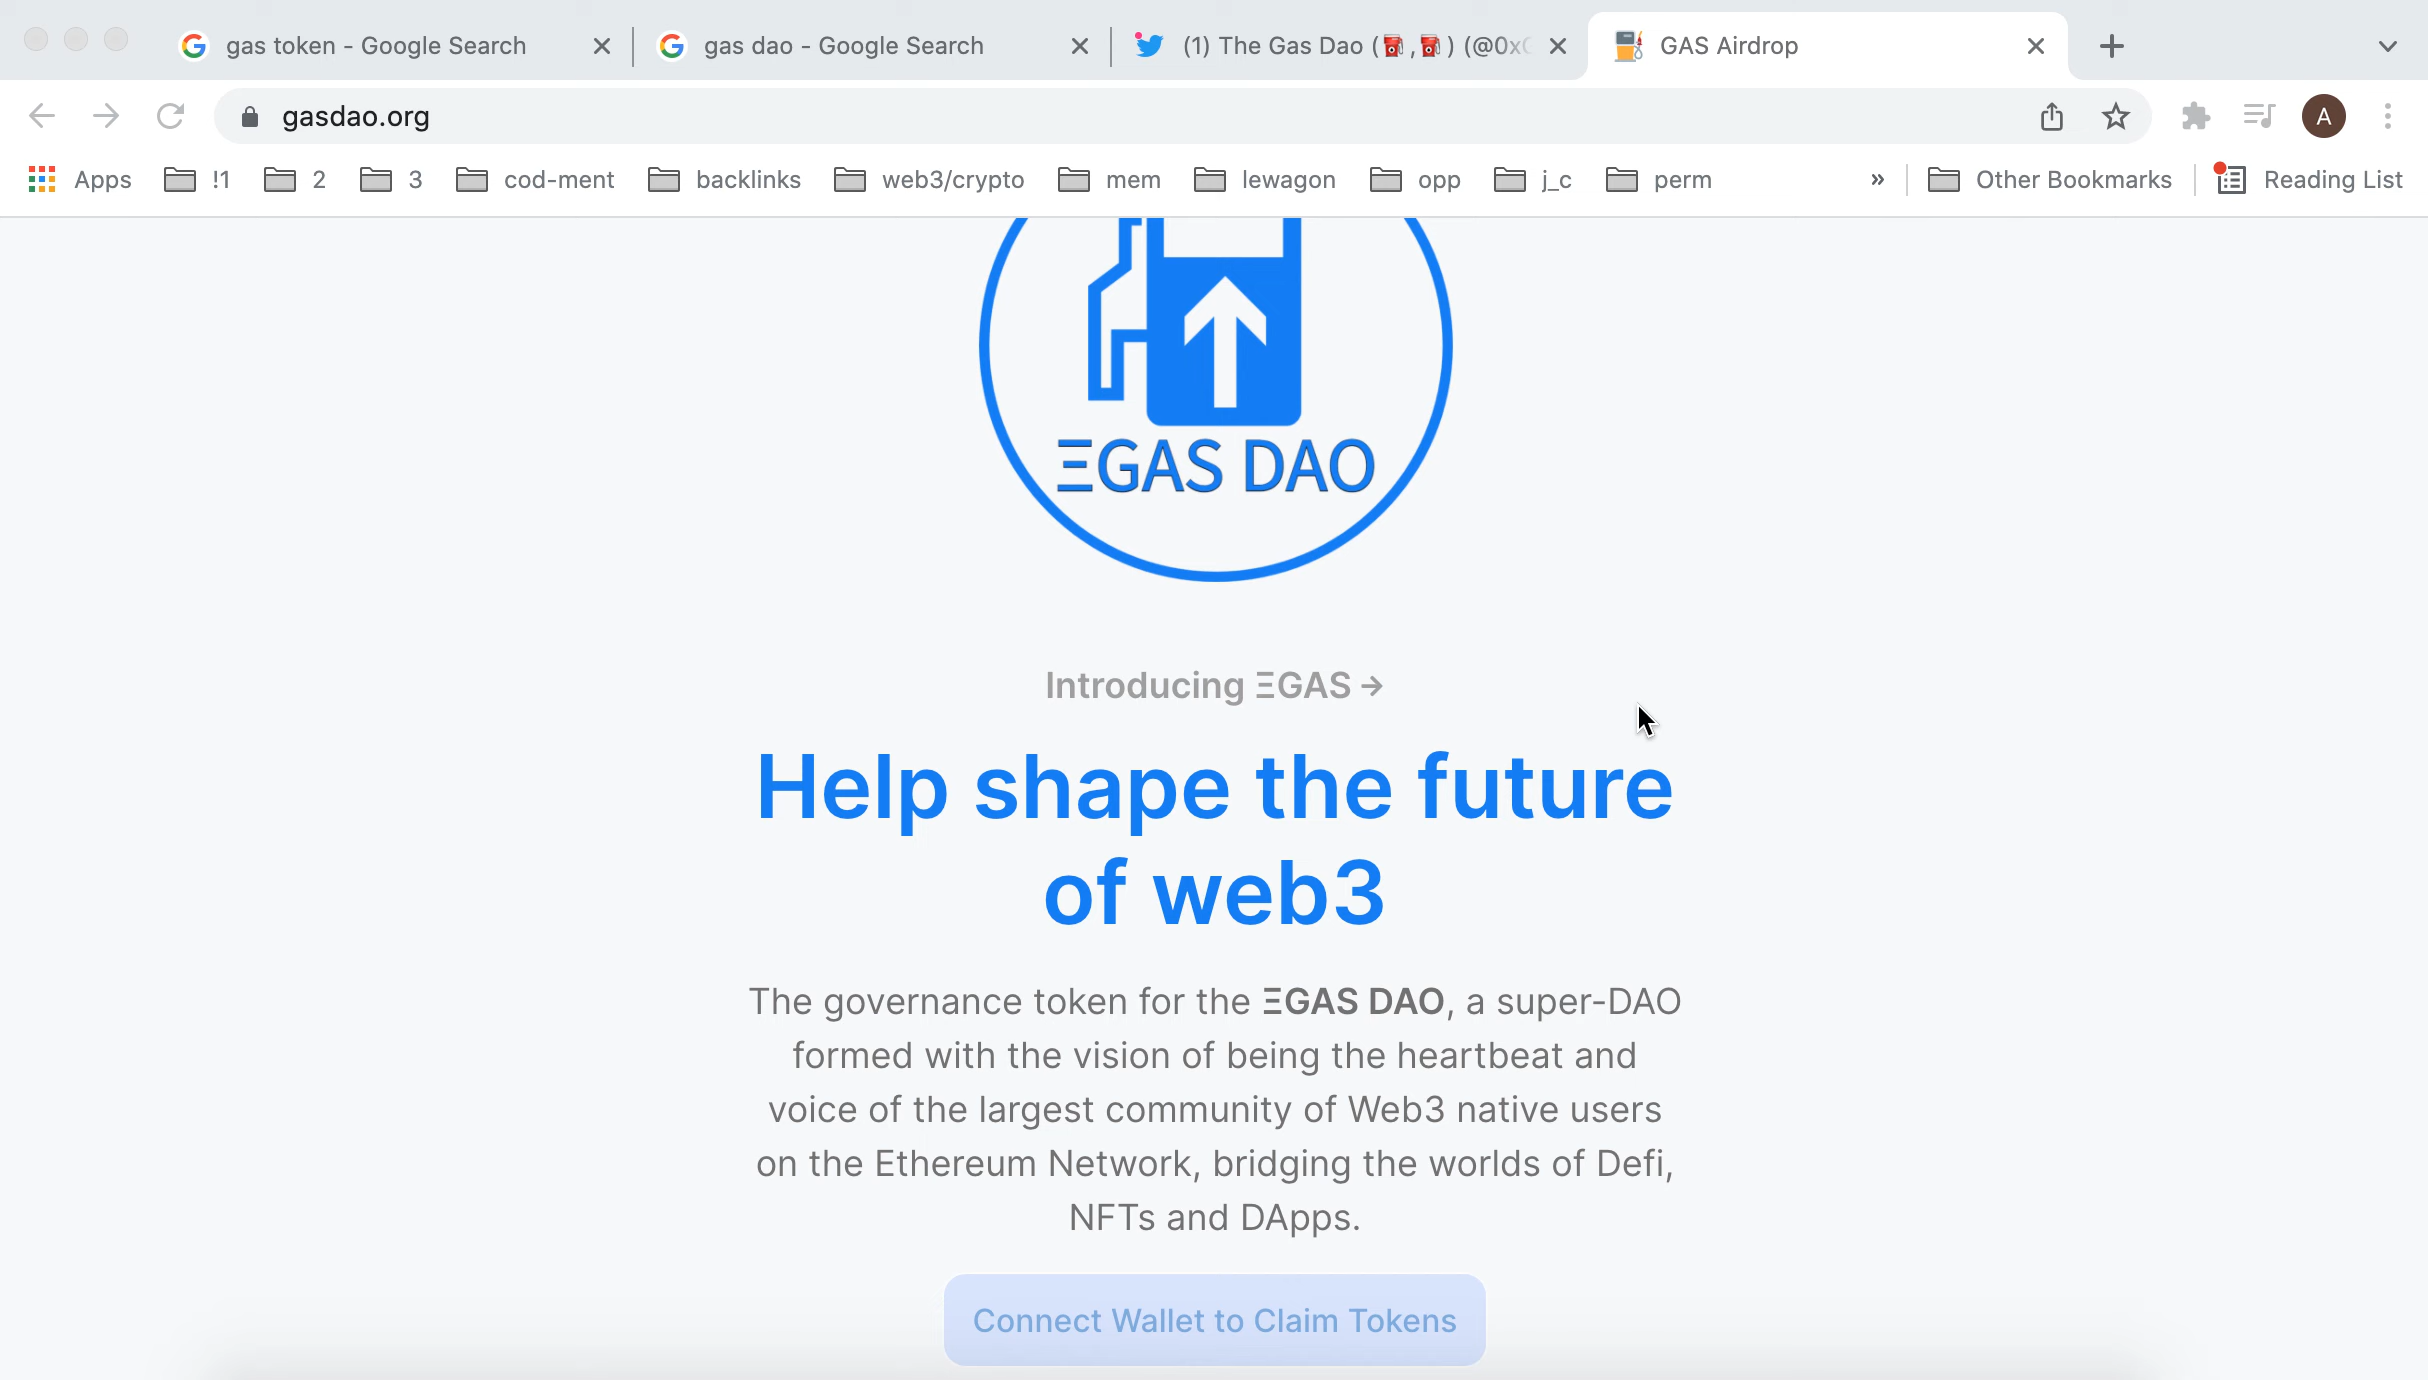 gas token - Google Search
gas dao - Google Search
(1) The Gas Dao (⛽,⛽) (@0x
GAS Airdrop
gasdao.org
A
Apps
!1
2
3
cod-ment
backlinks
web3/crypto
mem
lewagon
opp
j_c
perm
»
Other Bookmarks
Reading List
ΞGAS DAO
Introducing ΞGAS →
Help shape the future
of web3
The governance token for the ΞGAS DAO, a super-DAO
formed with the vision of being the heartbeat and
voice of the largest community of Web3 native users
on the Ethereum Network, bridging the worlds of Defi,
NFTs and DApps.
Connect Wallet to Claim Tokens